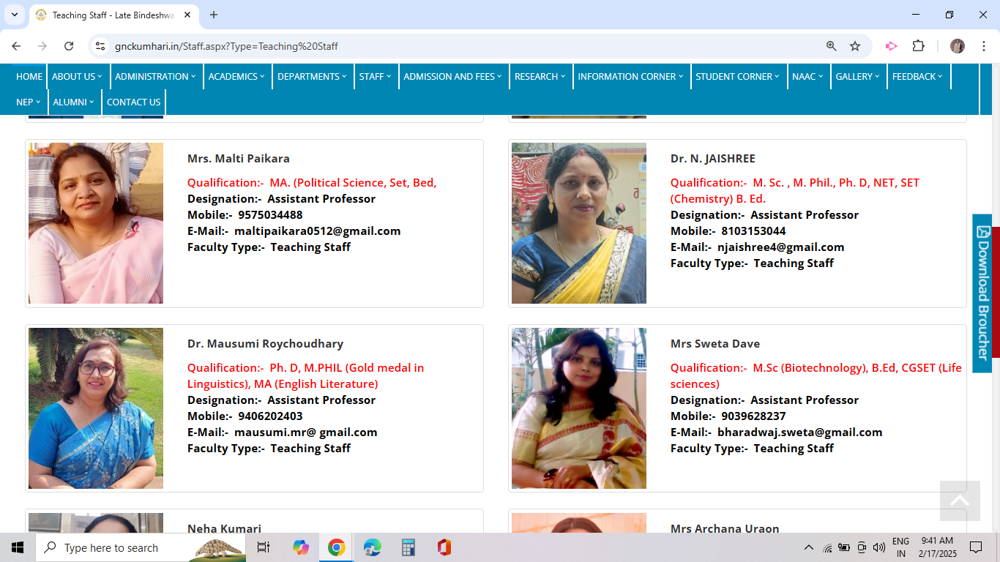 Teaching Staff - Late Bindeshwa
gnckumhari.in/Staff.aspx?Type=Teaching%20Staff
HOME ABOUT US ADMINISTRATION ACADEMICS DEPARTMENTS STAFF ADMISSION AND FEES RESEARCH INFORMATION CORNER STUDENT CORNER NAAC GALLERY FEEDBACK
NEP ALUMNI CONTACT US
Mrs. Malti Paikara
Qualification:- MA. (Political Science, Set, Bed,
Designation:- Assistant Professor
Mobile:- 9575034488
E-Mail:- maltipaikara0512@gmail.com
Faculty Type:- Teaching Staff
Dr. N. JAISHREE
Qualification:- M. Sc. , M. Phil., Ph. D, NET, SET
(Chemistry) B. Ed.
Designation:- Assistant Professor
Mobile:- 8103153044
E-Mail:- njaishree4@gmail.com
Faculty Type:- Teaching Staff
Dr. Mausumi Roychoudhary
Qualification:- Ph. D, M.PHIL (Gold medal in
Linguistics), MA (English Literature)
Designation:- Assistant Professor
Mobile:- 9406202403
E-Mail:- mausumi.mr@ gmail.com
Faculty Type:- Teaching Staff
Mrs Sweta Dave
Qualification:- M.Sc (Biotechnology), B.Ed, CGSET (Life
sciences)
Designation:- Assistant Professor
Mobile:- 9039628237
E-Mail:- bharadwaj.sweta@gmail.com
Faculty Type:- Teaching Staff
Neha Kumari
Mrs Archana Uraon
Download Broucher
Type here to search
ENG
IN
9:41 AM
2/17/2025